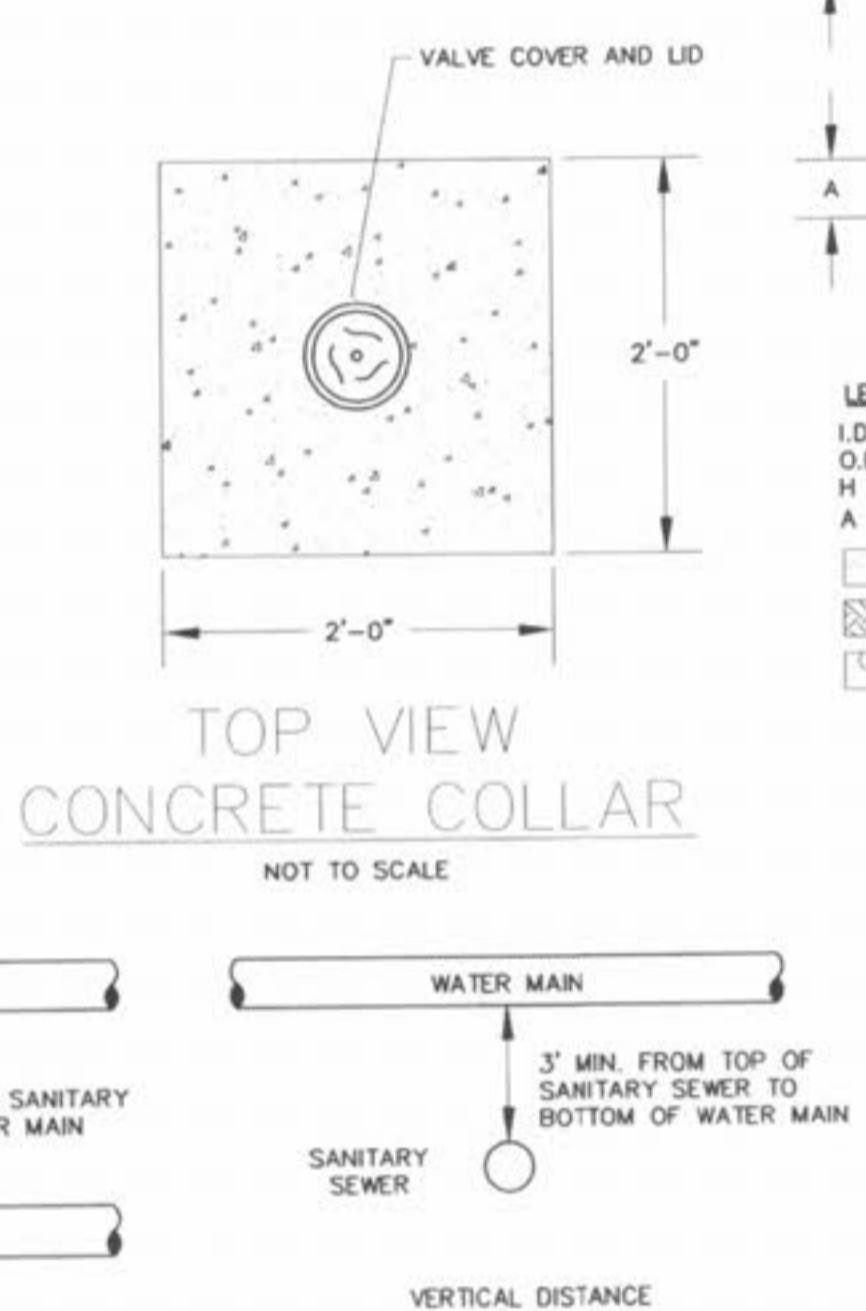 VALVE COVER AND LID
A
2'-0"
2'-0"
I.D
H
A
TOP VIEW
CONCRETE COLLAR
NOT TO SCALE
WATER MAIN
3' MIN. FROM TOP OF
SANITARY SEWER TO
BOTTOM OF WATER MAIN
SANITARY
MAIN
SANITARY
SEWER
VERTICAL DISTANCE